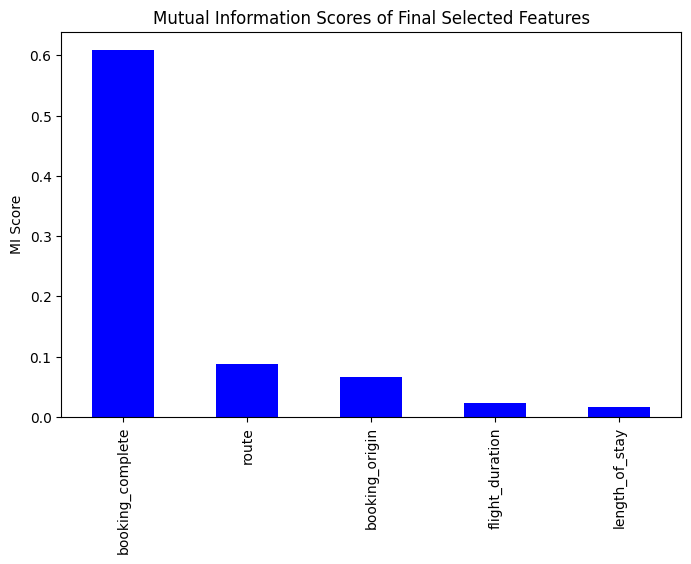 Mutual Information Scores of Final Selected Features
MI Score
0.6
0.5
0.4
0.3
0.2
0.1
0.0
booking_complete
route
booking_origin
flight_duration
length_of_stay